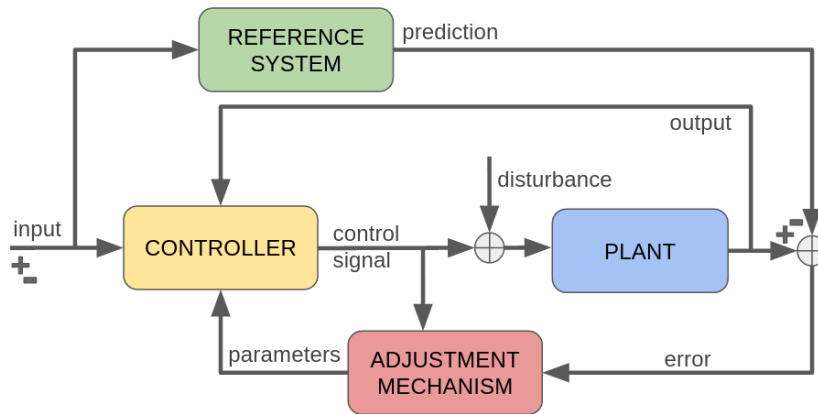 REFERENCE
SYSTEM
prediction
output
disturbance
input
+
-
CONTROLLER
control
signal
PLANT
+
-
parameters
ADJUSTMENT
MECHANISM
error